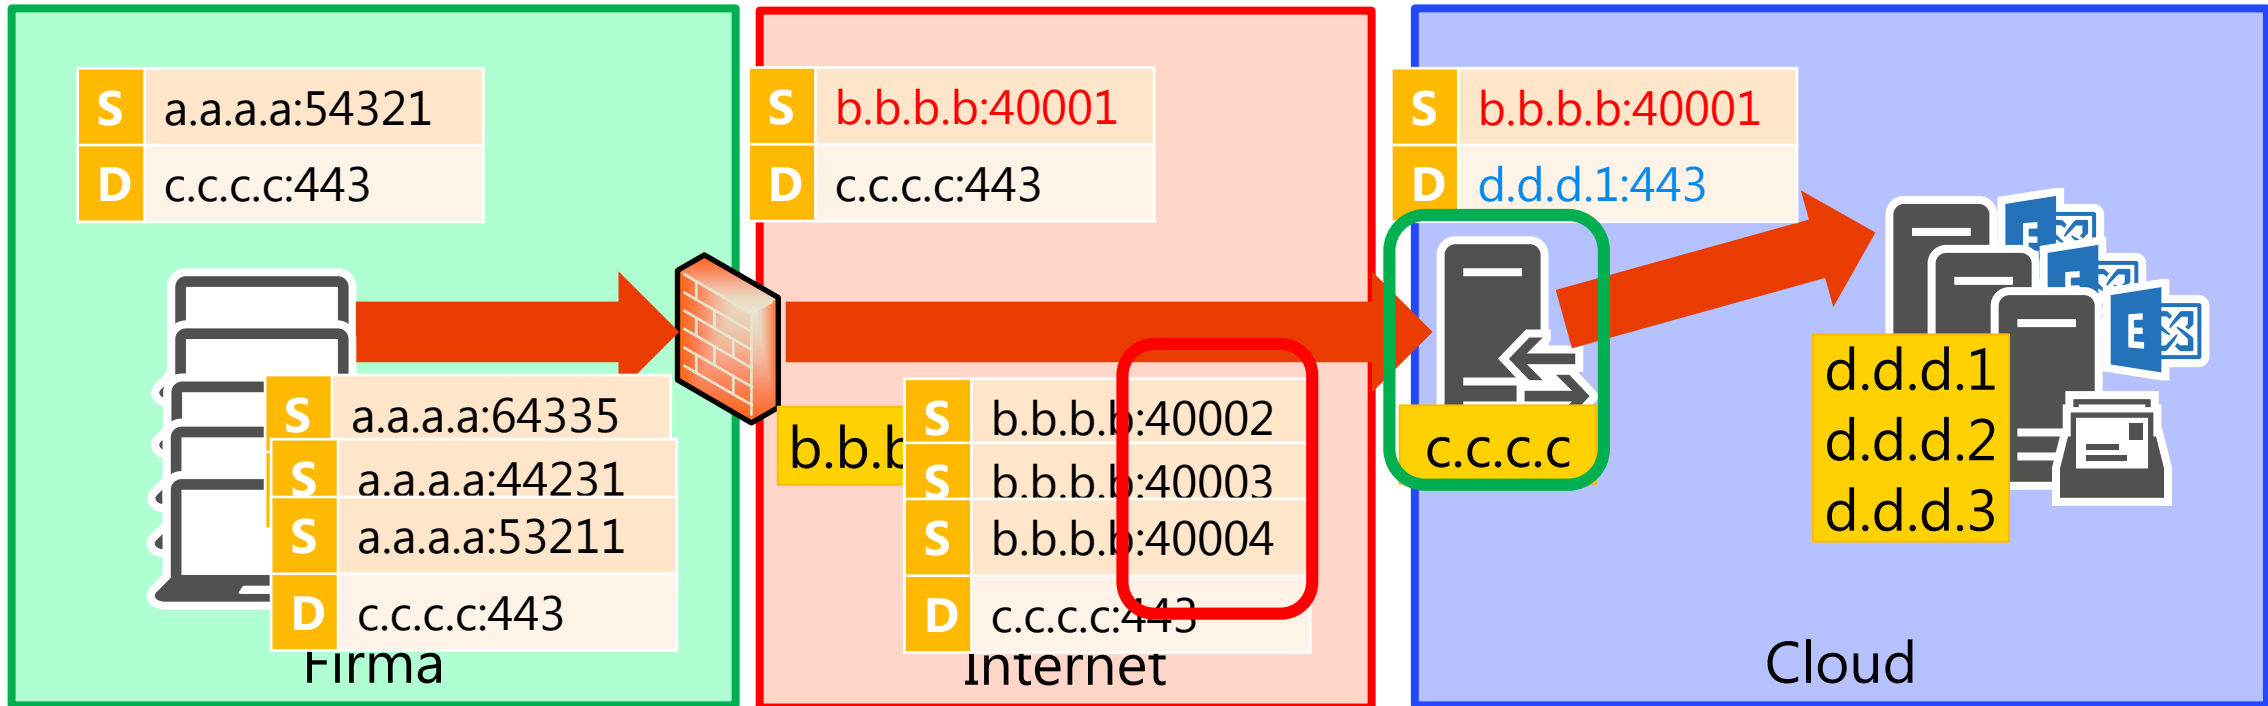 S a.a.a.a:54321
D c.c.c.c:443
S a.a.a.a:64335
S a.a.a.a:44231
S a.a.a.a:53211
D c.c.c.c:443
Firma
S b.b.b.b:40001
D c.c.c.c:443
b.b.b
S b.b.b.b:40002
S b.b.b.b:40003
S b.b.b.b:40004
D c.c.c.c:443
Internet
S b.b.b.b:40001
D d.d.d.1:443
c.c.c.c
E
E
E
d.d.d.1
d.d.d.2
d.d.d.3
Cloud